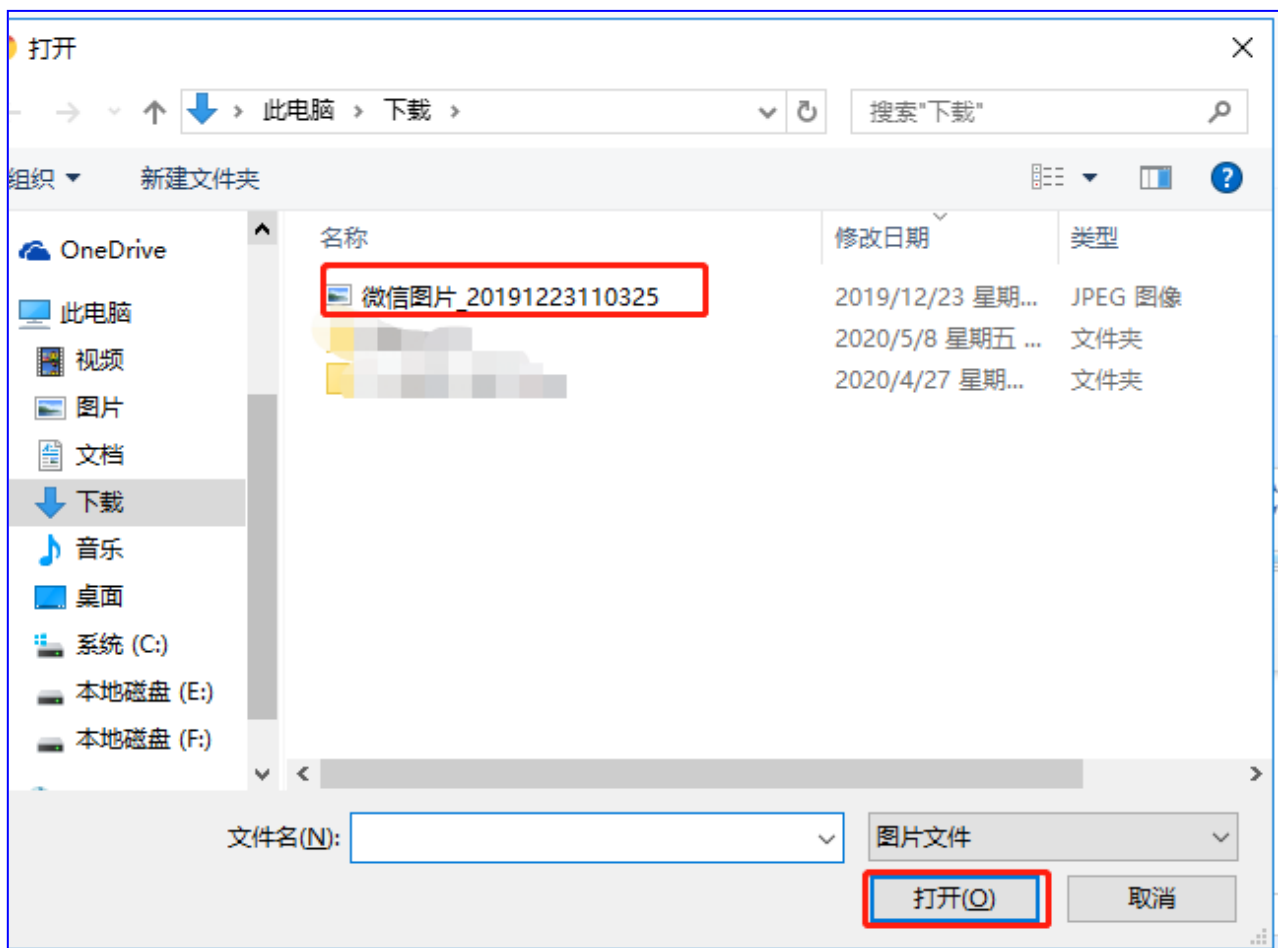 打开
此电脑 下载
搜索"下载"
组织 新建文件夹
名称 修改日期 类型
OneDrive
此电脑
视频
图片
文档
下载
音乐
桌面
系统 (C:)
本地磁盘 (E:)
本地磁盘 (F:)
微信图片_20191223110325 2019/12/23 星期... JPEG 图像
2020/5/8 星期五 ... 文件夹
2020/4/27 星期... 文件夹
文件名(N):
图片文件
打开(O) 取消